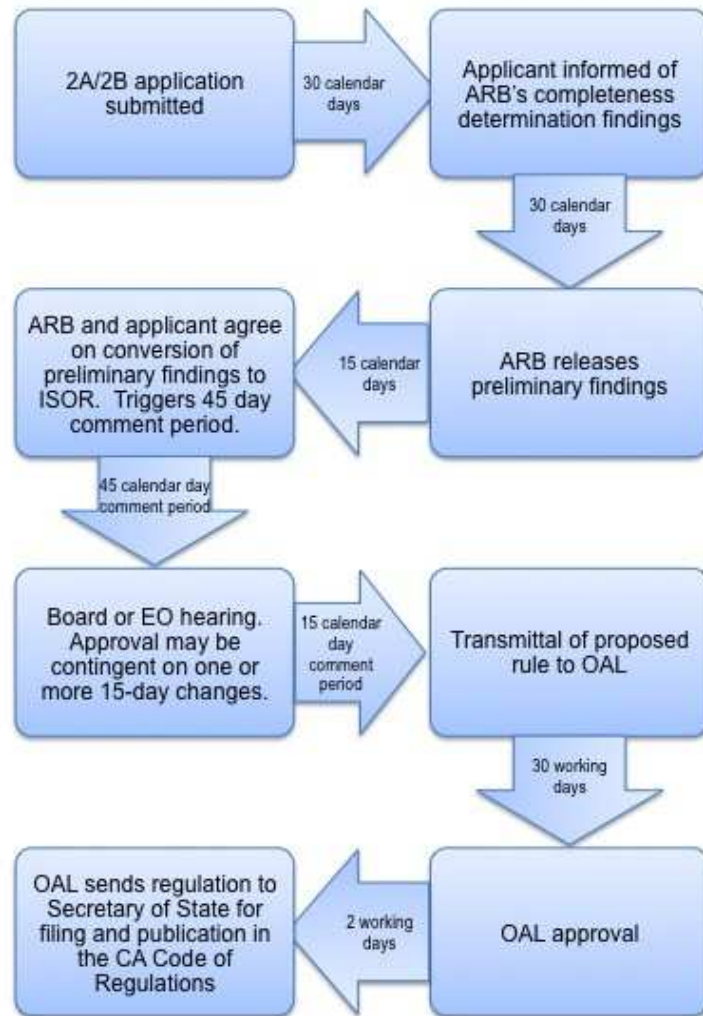 2A/2B application
submitted
30 calendar
days
Applicant informed of
ARB's completeness
determination findings
30 calendar
days
ARB releases
preliminary findings
15 calendar
days
ARB and applicant agree
on conversion of
preliminary findings to
ISOR.  Triggers 45 day
comment period.
45 calendar day
comment period
Board or EO hearing.
Approval may be
contingent on one or
more 15-day changes.
15 calendar
day
comment
period
Transmittal of proposed
rule to OAL
30 working
days
OAL approval
2 working
days
OAL sends regulation to
Secretary of State for
filing and publication in
the CA Code of
Regulations